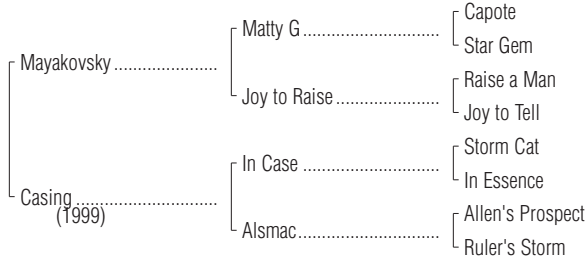 Capote
Matty G
Star Gem
Mayakovsky
Raise a Man
Joy to Raise
Joy to Tell
Storm Cat
In Case
In Essence
Casing
(1999)
Allen's Prospect
Alsmac
Ruler's Storm